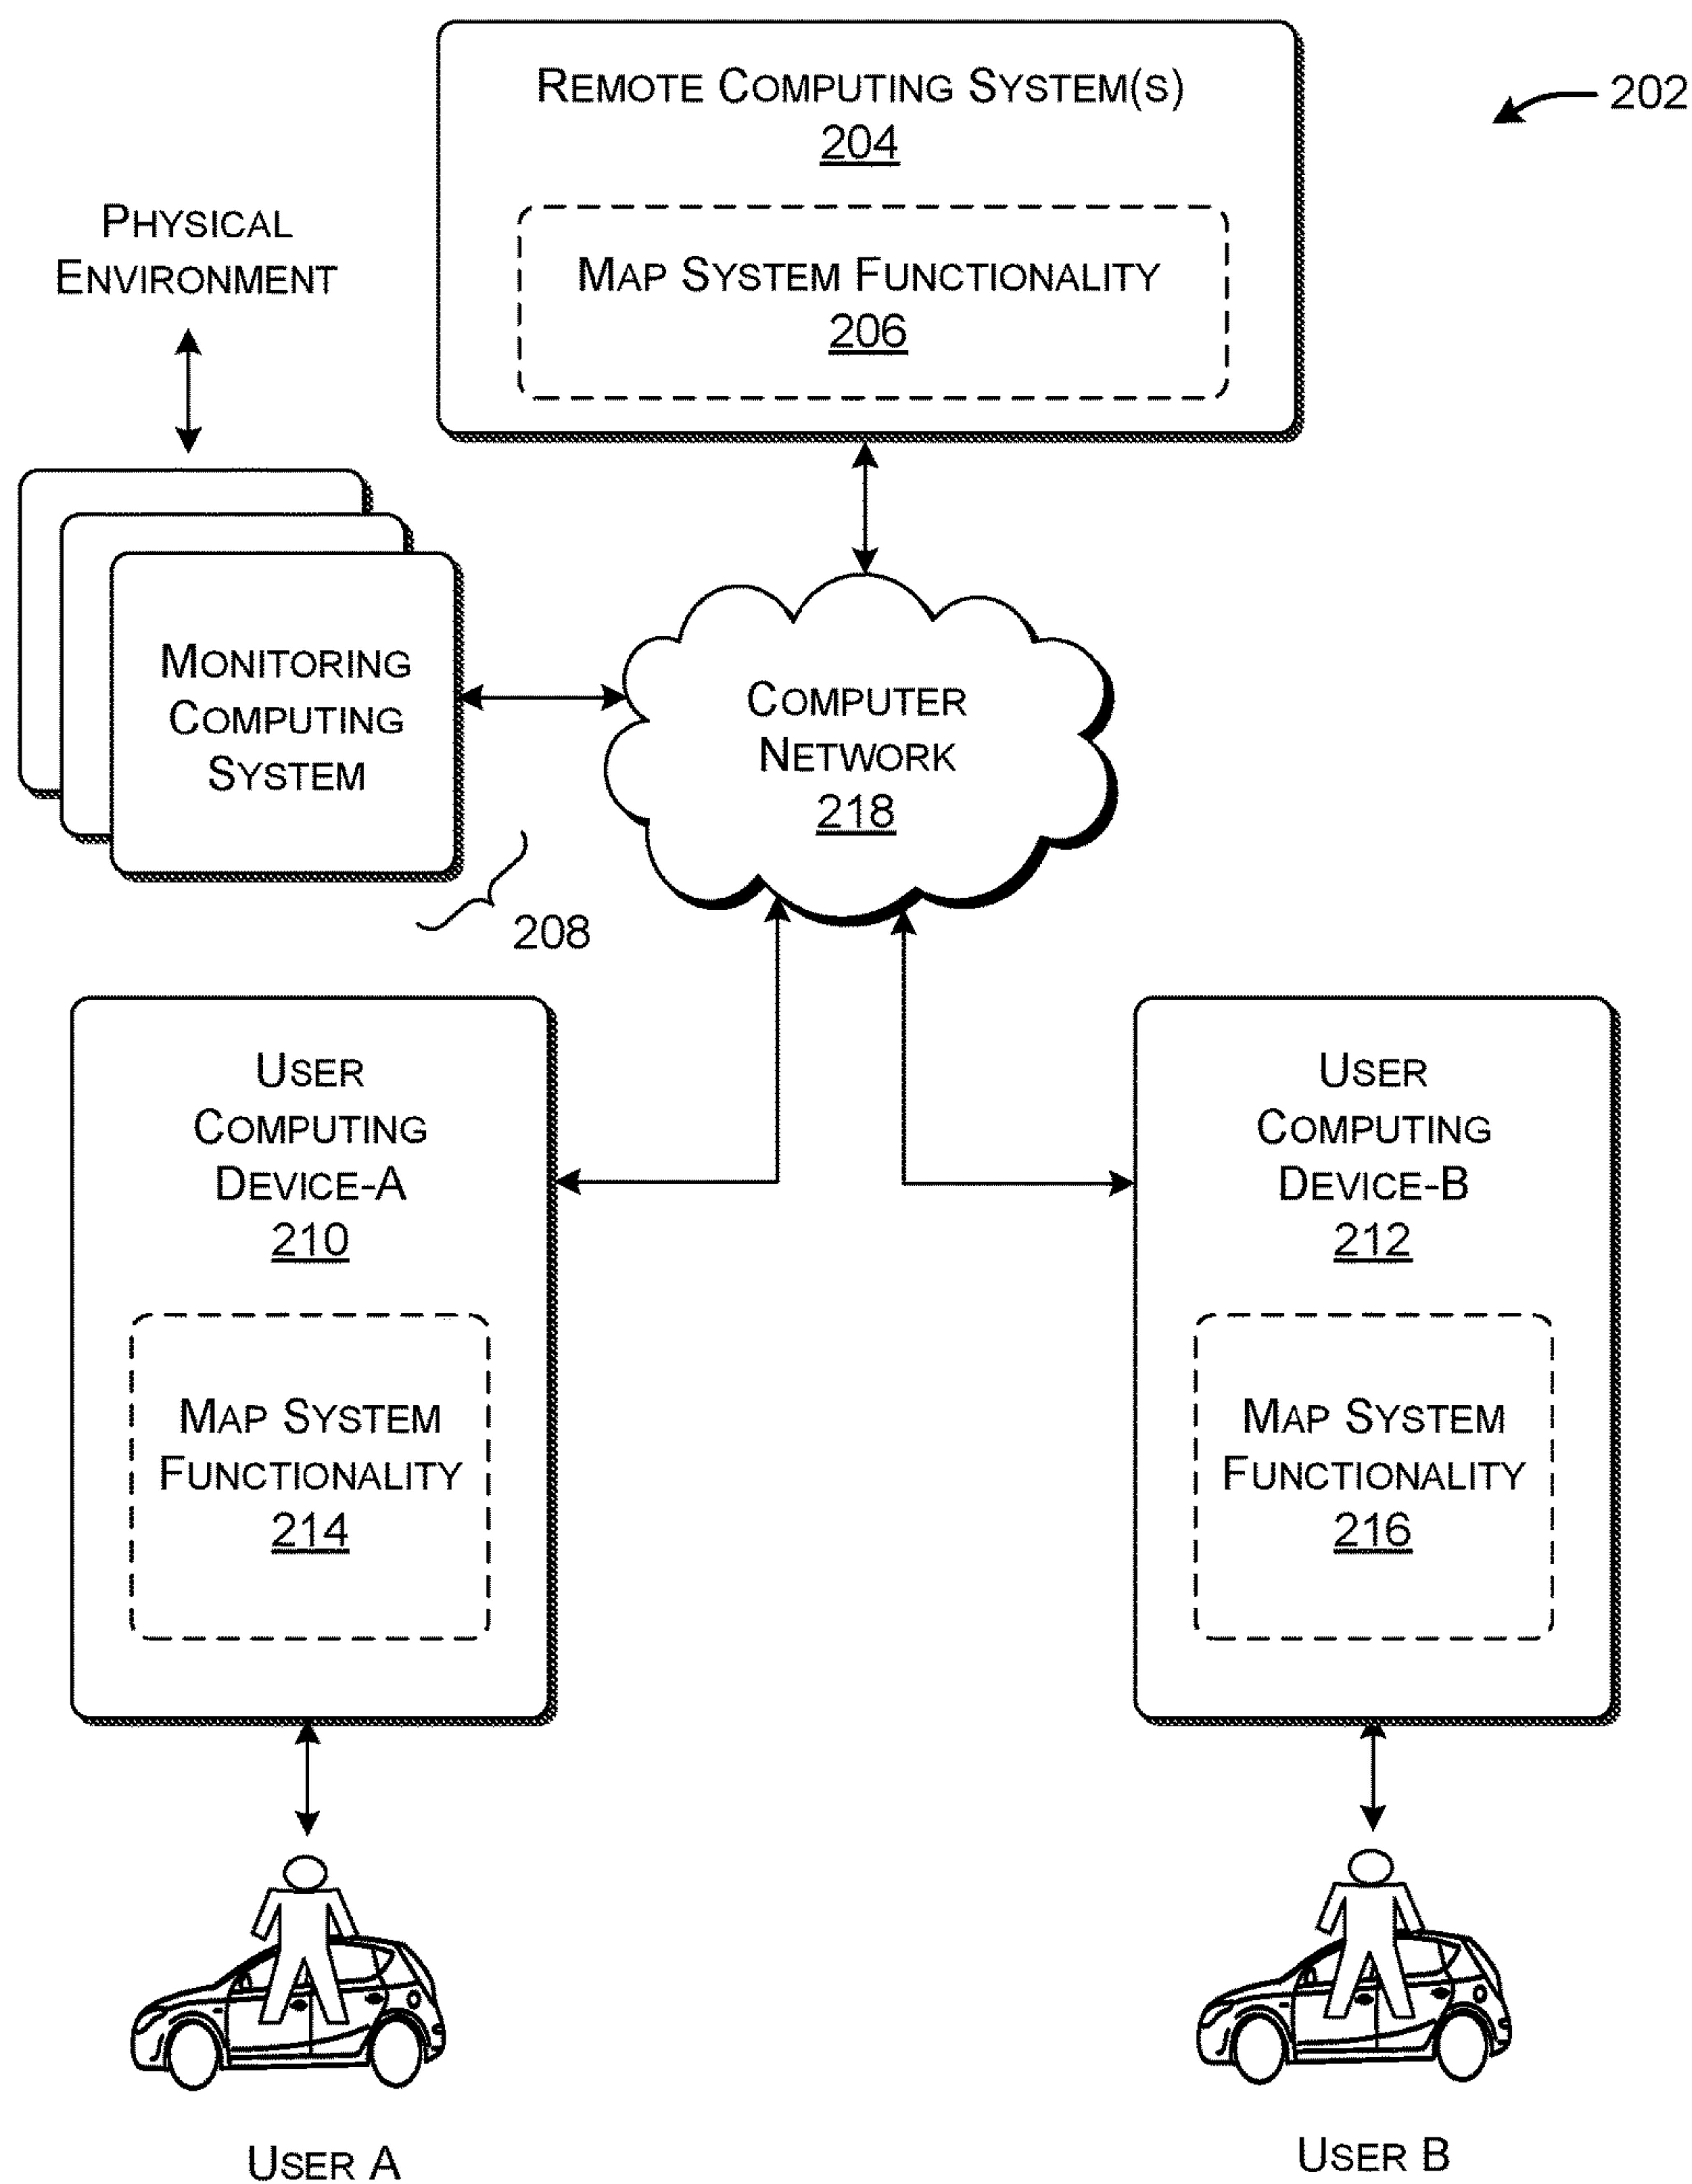 REMOTE COMPUTING SYSTEM(S)
204
202
MAP SYSTEM FUNCTIONALITY
206
PHYSICAL
ENVIRONMENT
MONITORING
COMPUTING
SYSTEM
208
COMPUTER
NETWORK
218
USER
COMPUTING
DEVICE-A
210
MAP SYSTEM
FUNCTIONALITY
214
USER
COMPUTING
DEVICE-B
212
MAP SYSTEM
FUNCTIONALITY
216
USER A
USER B